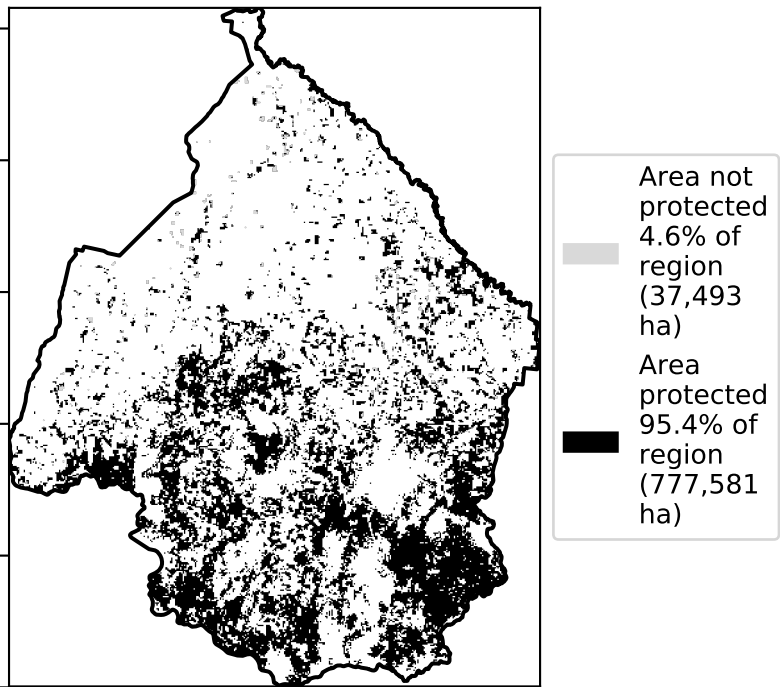 Area not
protected
4.6% of
region
(37,493
ha)
Area
protected
95.4% of
region
(777,581
ha)